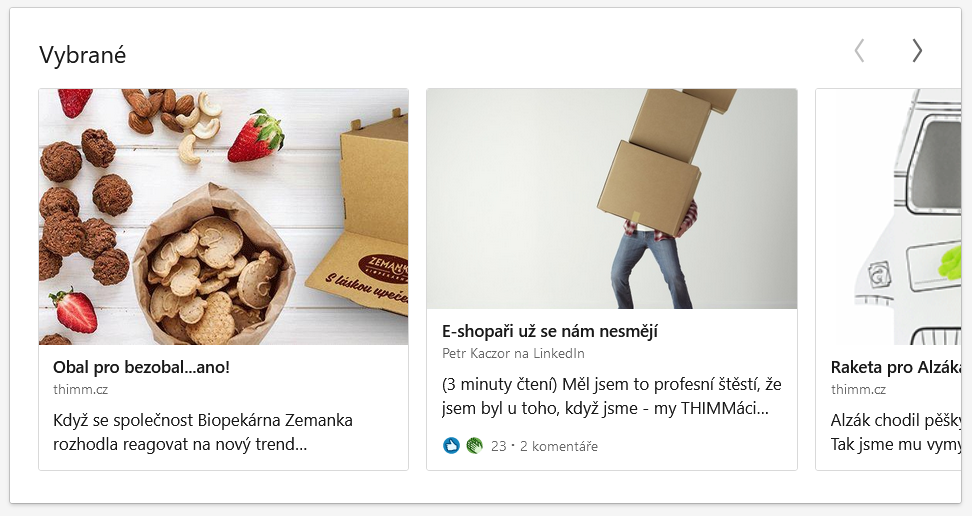 Vybrané
ZEMANKA
BIOPEKÁRNA
S láskou upeče
Obal pro bezobal...ano!
thimm.cz
Když se společnost Biopekárna Zemanka
rozhodla reagovat na nový trend...
E-shopaři už se nám nesmějí
Petr Kaczor na LinkedIn
(3 minuty čtení) Měl jsem to profesní štěstí, že
jsem byl u toho, když jsme - my THIMMáci...
23 · 2 komentáře
Raketa pro Alzák
thimm.cz
Alzák chodil pěšky
Tak jsme mu vymy